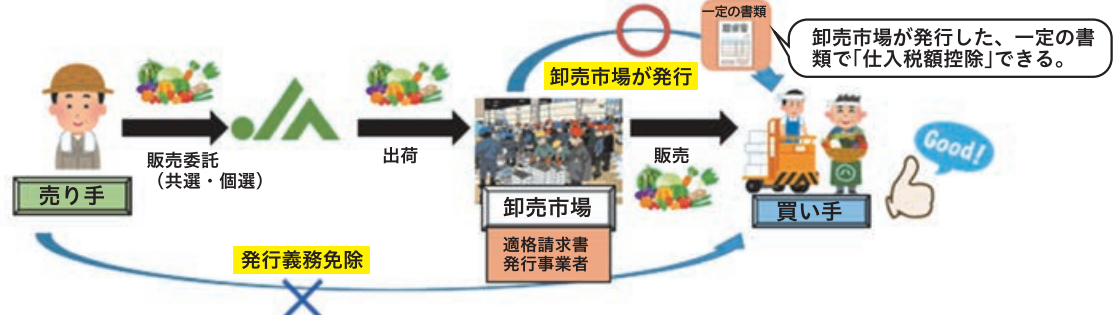 一定の書類
請求書
卸売市場が発行した、一定の書
類で「仕入税額控除」できる。
卸売市場が発行
販売委託
（共選・個選）
出荷
販売
Good!
売り手
卸売市場
買い手
適格請求書
発行事業者
発行義務免除